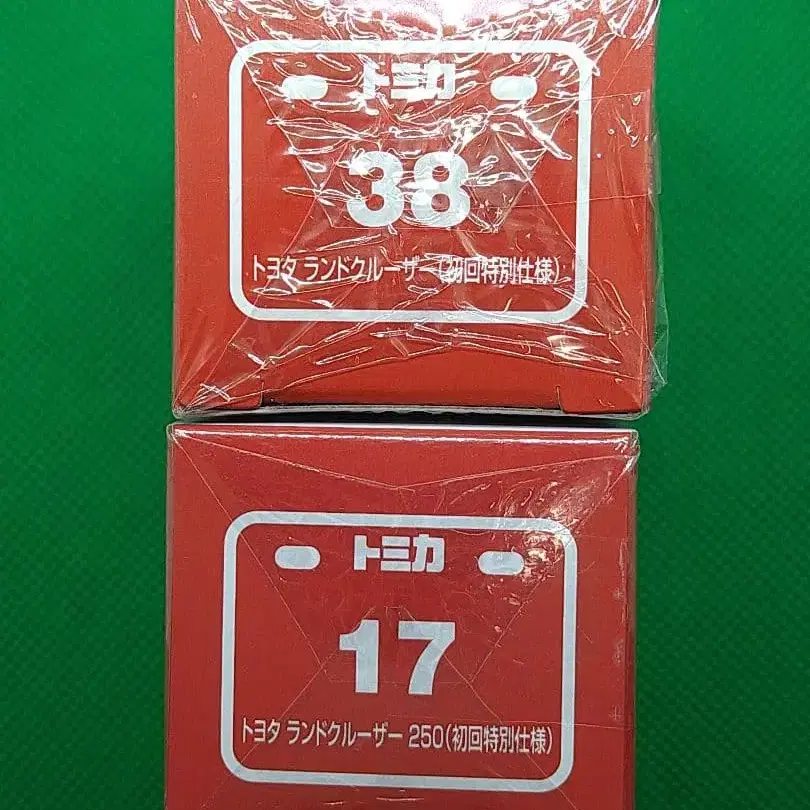 トミカ
38
トヨタ ランドクルーザー(初回特別仕様)
トミカ
17
トヨタ ランドクルーザー 250(初回特別仕様)